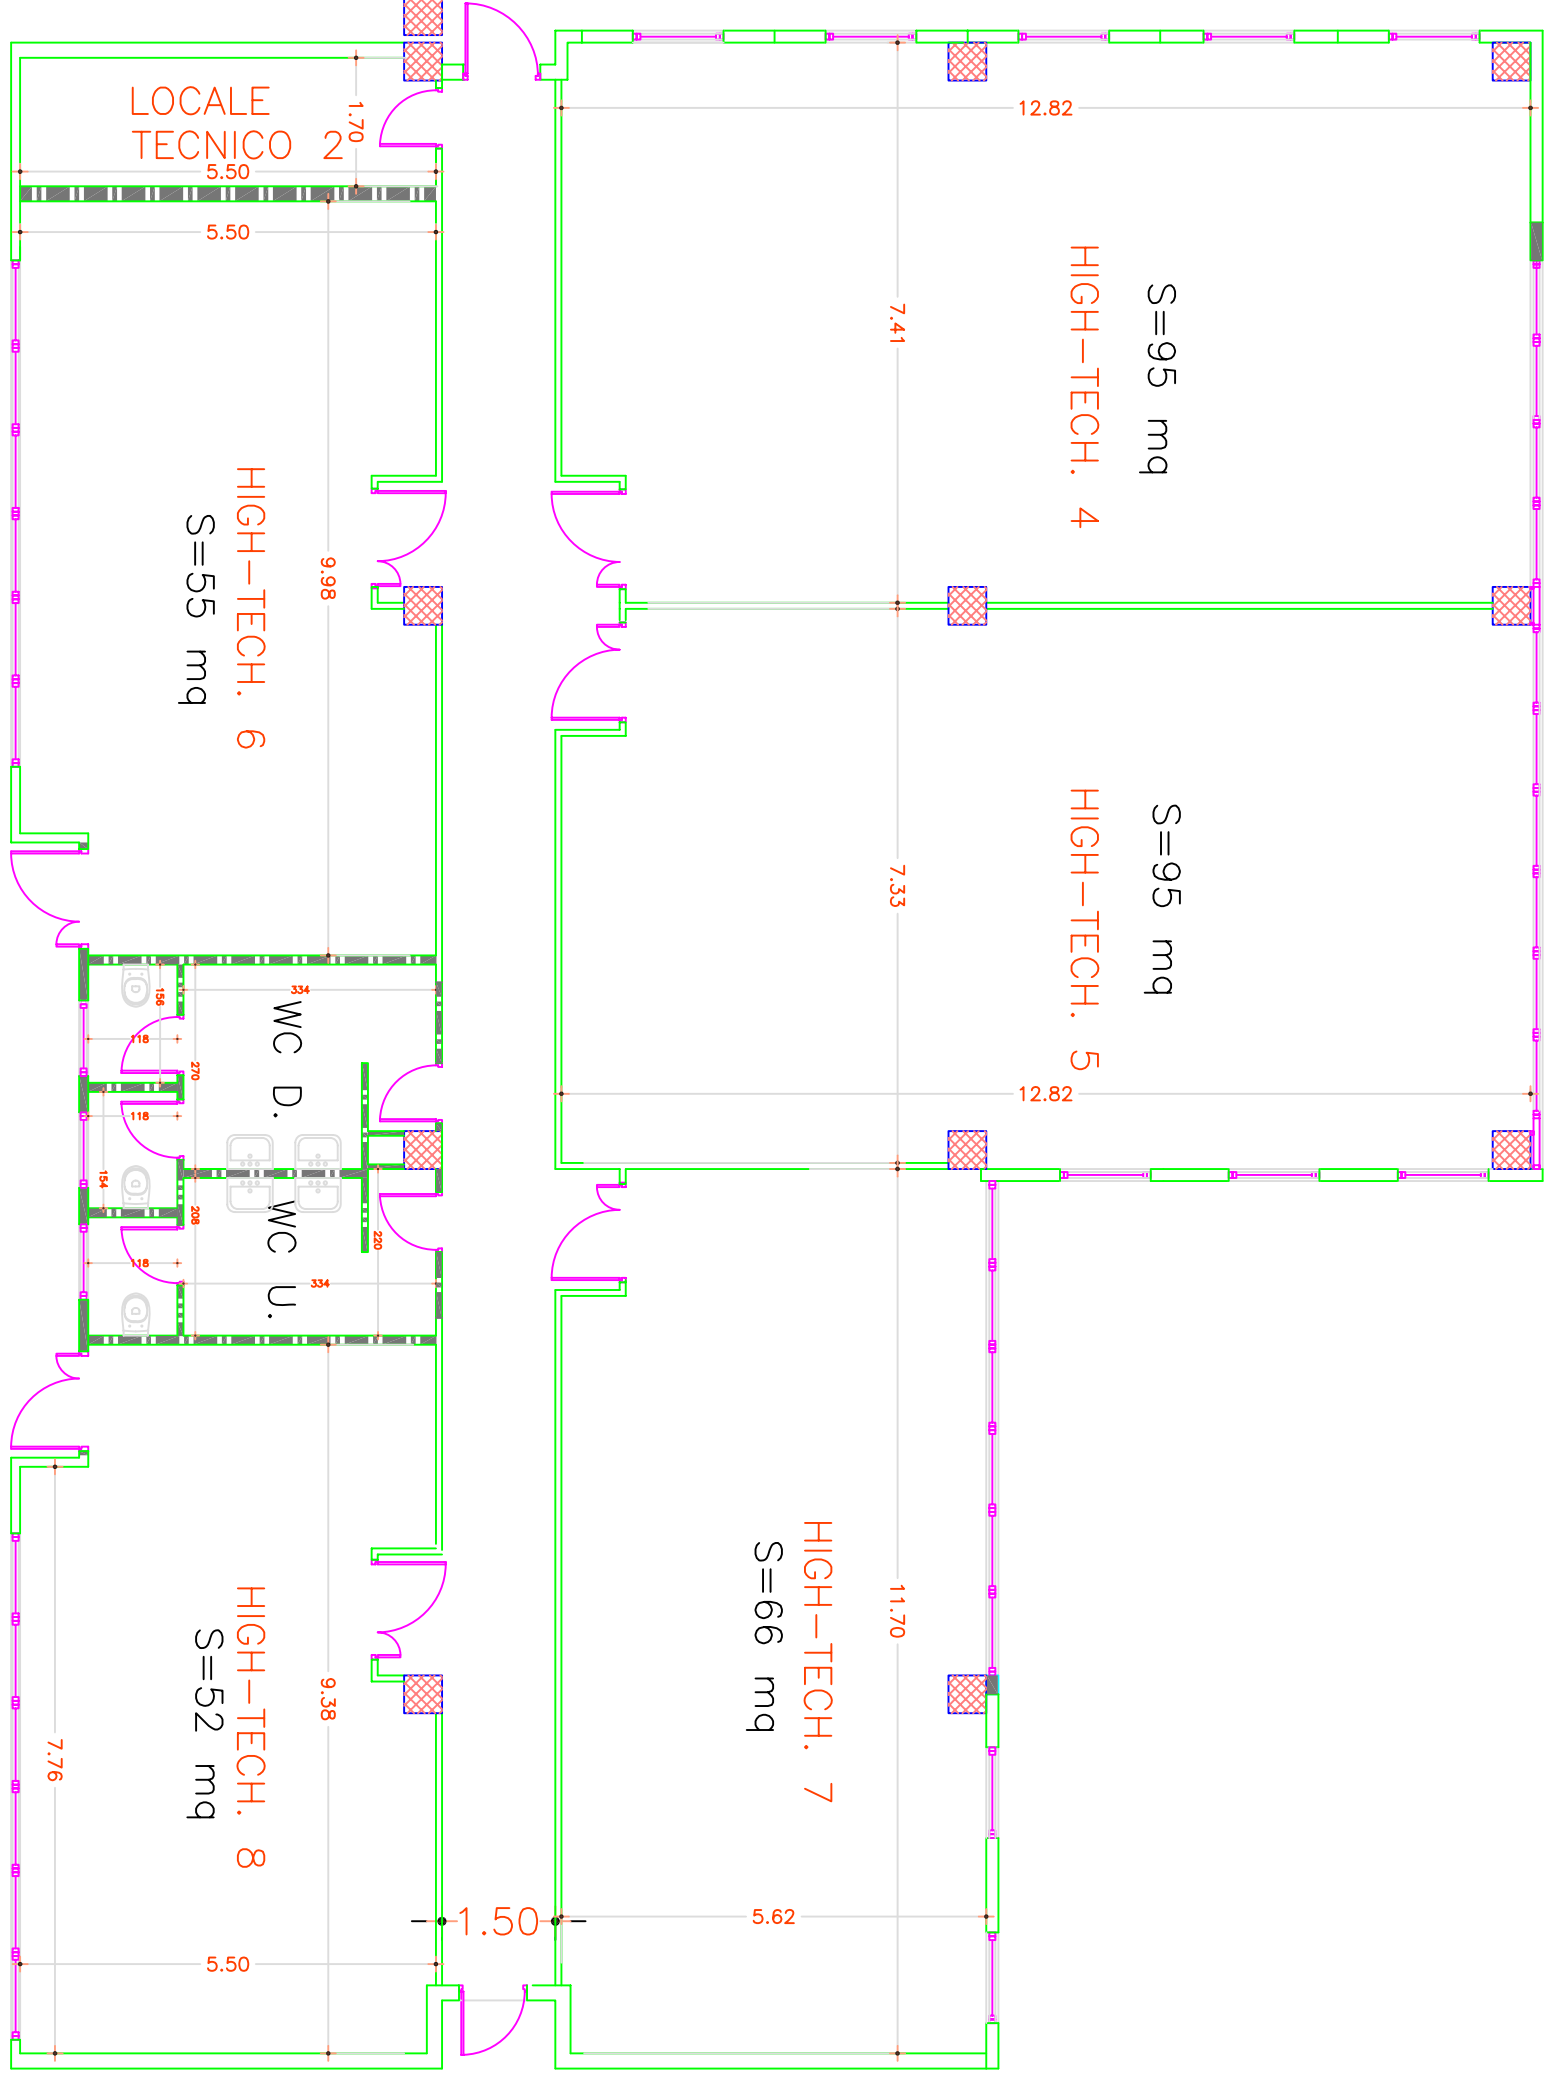 LOCALE
TECNICO 2
1.70
5.50
5.50
12.82
7.41
HIGH-TECH. 4
S=95 mq
HIGH-TECH. 6
S=55 mq
9.98
7.33
HIGH-TECH. 5
S=95 mq
12.82
334
156
118
270
WC D.
118
154
208
WC U.
220
118
334
HIGH-TECH. 7
S=66 mq
11.70
HIGH-TECH. 8
S=52 mq
9.38
7.76
1.50
5.62
5.50